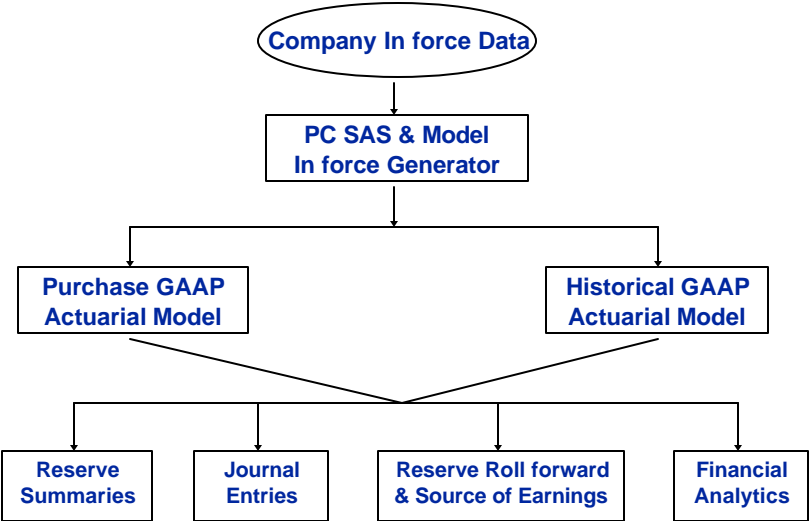 Company In force Data
PC SAS & Model
In force Generator
Purchase GAAP
Actuarial Model
Historical GAAP
Actuarial Model
Reserve
Summaries
Journal
Entries
Reserve Roll forward
& Source of Earnings
Financial
Analytics